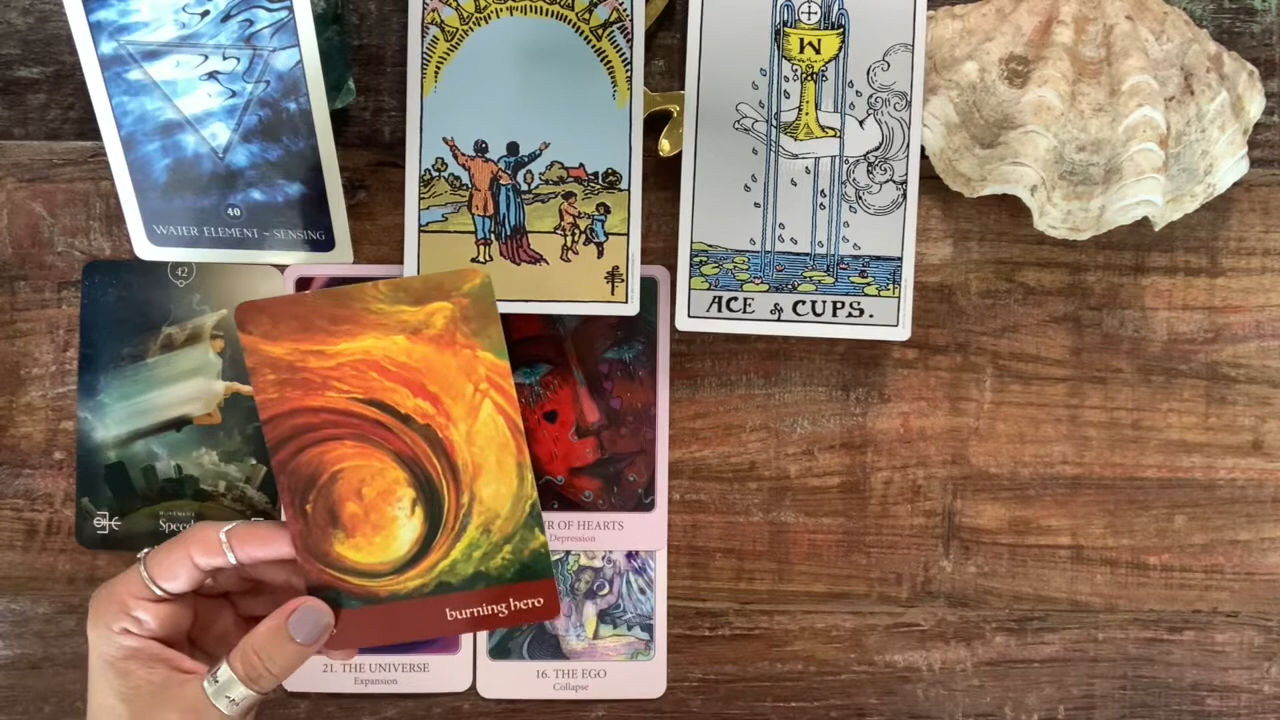 40
WATER ELEMENT ~ SENSING
W
ACE of CUPS.
42
MOVEMENT
Speed
OF HEARTS
Depression
burning hero
21. THE UNIVERSE
Expansion
16. THE EGO
Collapse